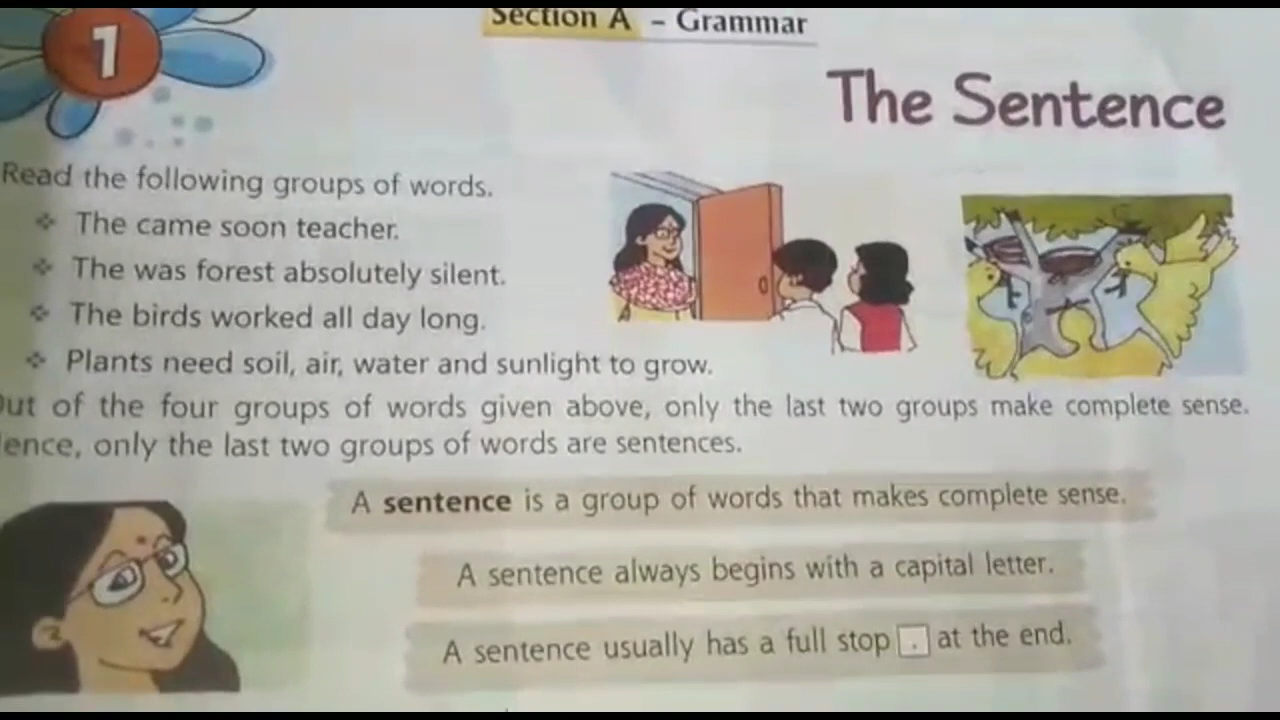 1
Section A – Grammar
The Sentence
Read the following groups of words.
❖ The came soon teacher.
❖ The was forest absolutely silent.
❖ The birds worked all day long.
❖ Plants need soil, air, water and sunlight to grow.
Out of the four groups of words given above, only the last two groups make complete sense.
Hence, only the last two groups of words are sentences.
A sentence is a group of words that makes complete sense.
A sentence always begins with a capital letter.
A sentence usually has a full stop . at the end.